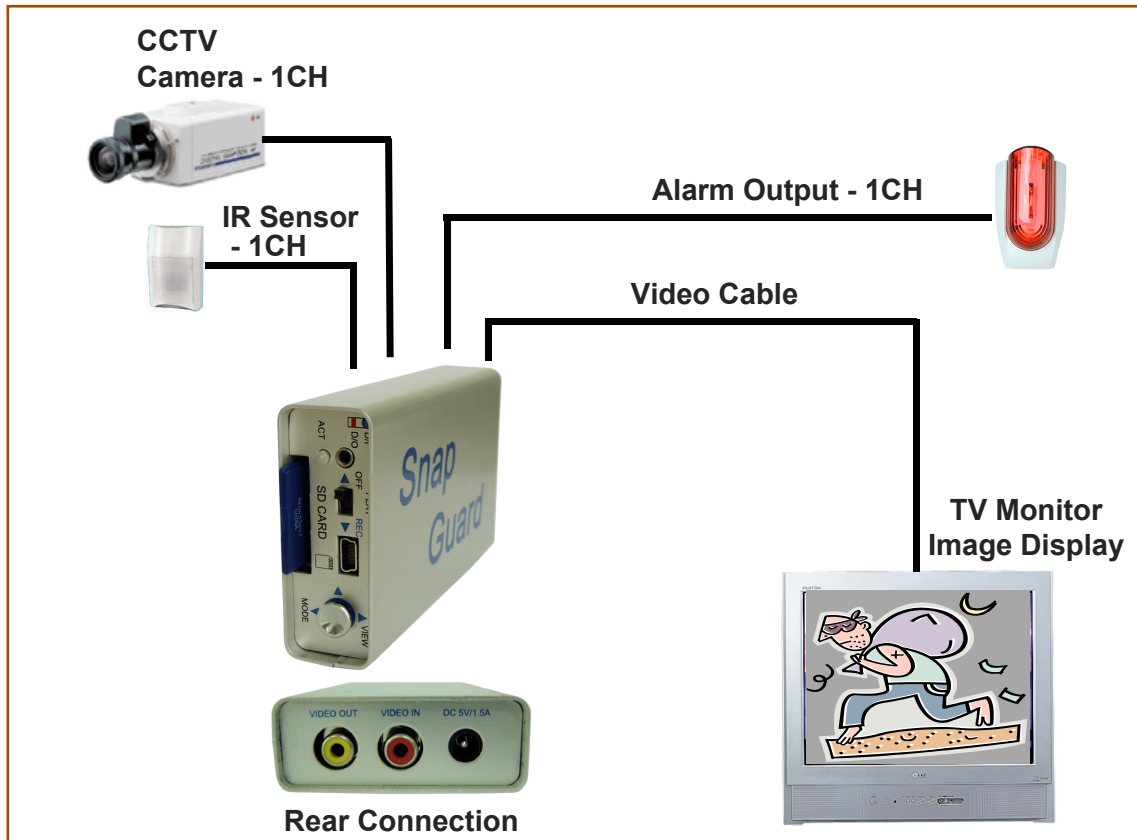 CCTV
Camera - 1CH
IR Sensor
- 1CH
Alarm Output - 1CH
Video Cable
ACT
D/O
OFF
REC
SD CARD
MODE
VIEW
Snap
Guard
TV Monitor
Image Display
VIDEO OUT
VIDEO IN
DC 5V/1.5A
Rear Connection